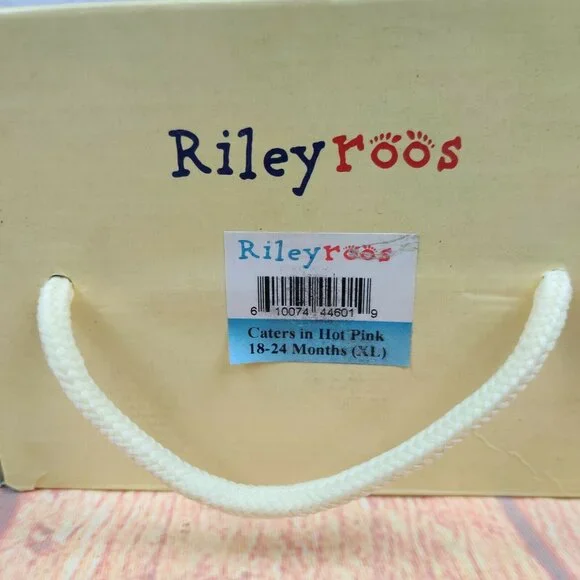 Rileyroos
Rileyroos
6 10074 44601 9
Caters in Hot Pink
18-24 Months (XL)